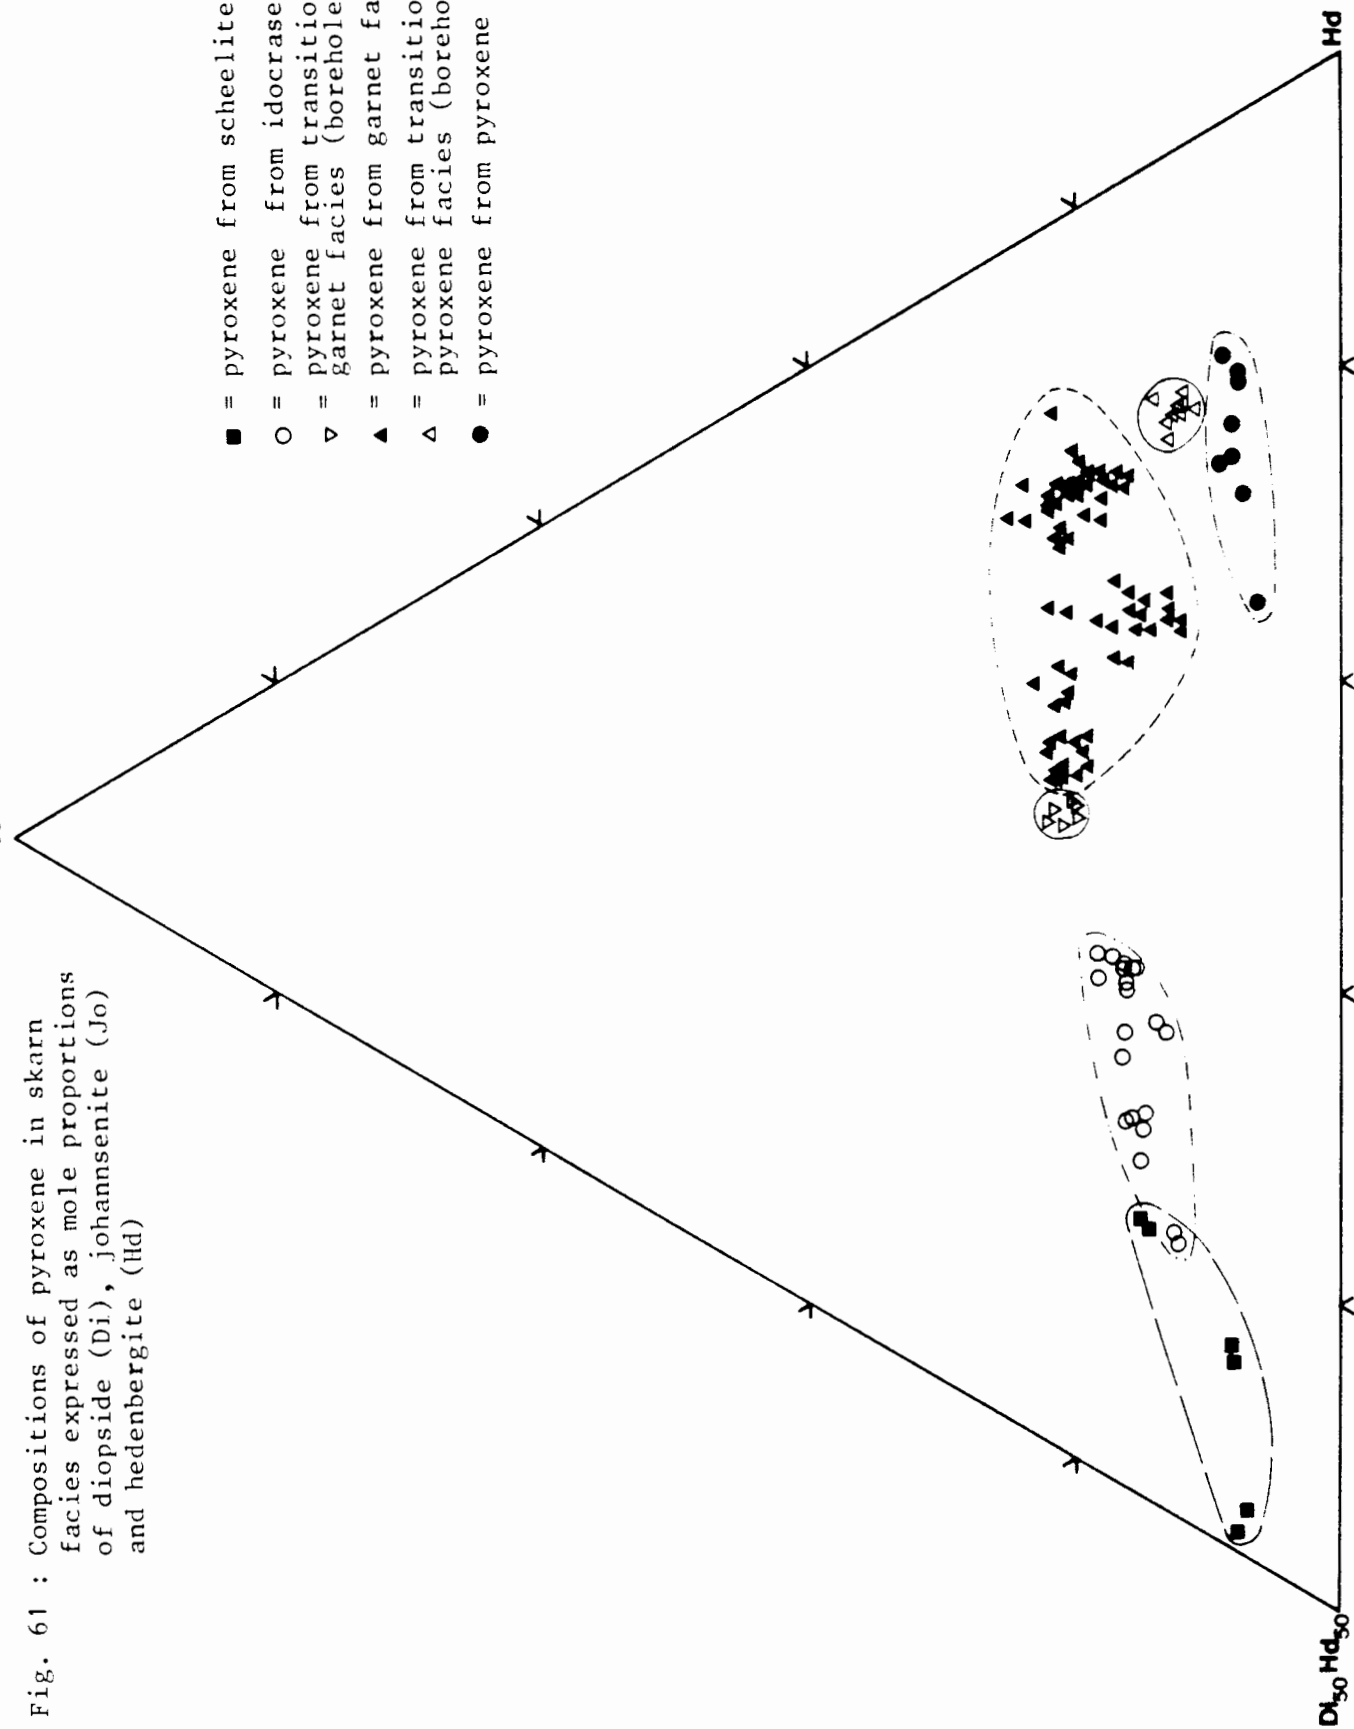 Fig. 61 : Compositions of pyroxene in skarn
facies expressed as mole proportions
of diopside (Di), johannsenite (Jo)
and hedenbergite (Hd)
■ = pyroxene from scheelite
○ = pyroxene from idocrase
▽ = pyroxene from transitio
garnet facies (borehole
▲ = pyroxene from garnet fa
△ = pyroxene from transitio
pyroxene facies (boreho
● = pyroxene from pyroxene
Di₅₀Hd₅₀
Hd